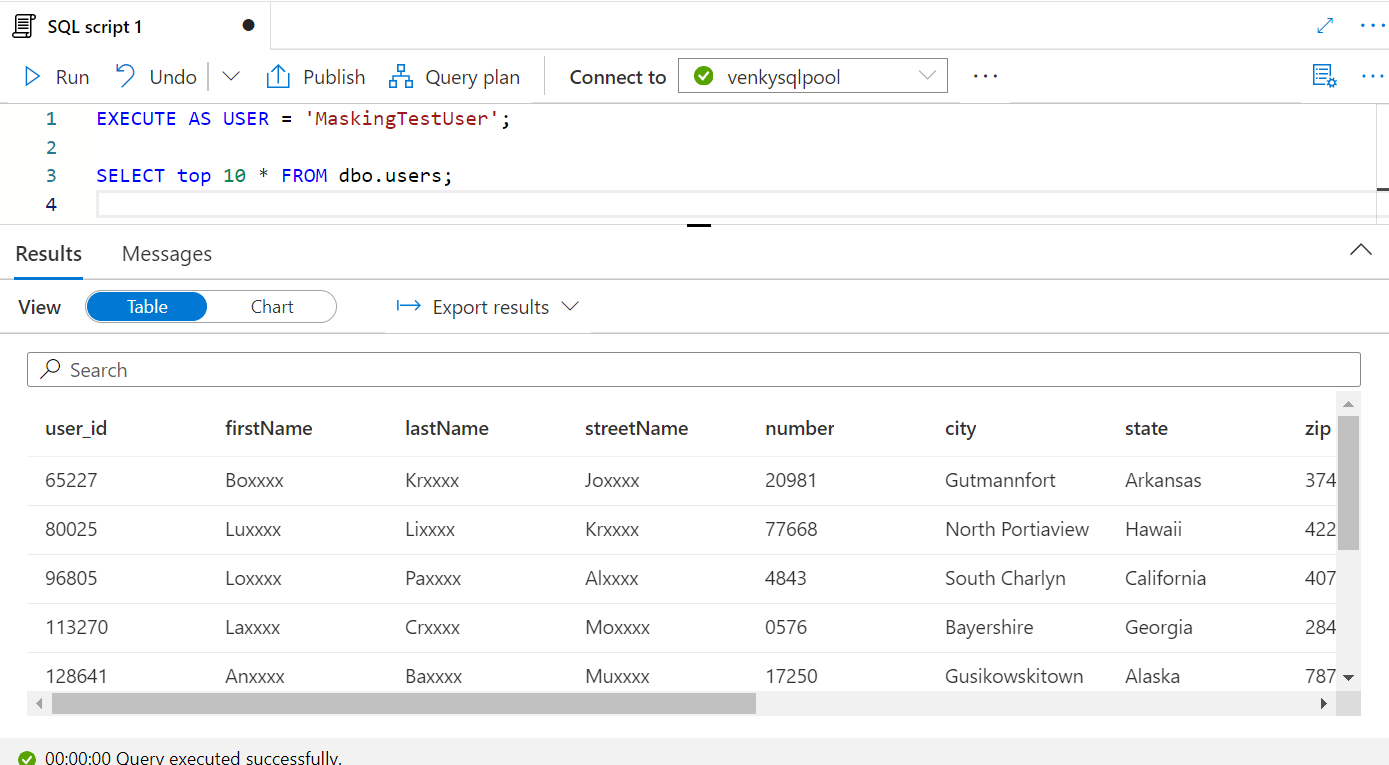 SQL script 1
Run Undo Publish Query plan Connect to venkysqlpool
1 EXECUTE AS USER = 'MaskingTestUser';
2
3 SELECT top 10 * FROM dbo.users;
4
Results Messages
View Table Chart Export results
Search
user_id firstName lastName streetName number city state zip
65227 Boxxxx Krxxxx Joxxxx 20981 Gutmannfort Arkansas 374
80025 Luxxxx Lixxxx Krxxxx 77668 North Portiaview Hawaii 422
96805 Loxxxx Paxxxx Alxxxx 4843 South Charlyn California 407
113270 Laxxxx Crxxxx Moxxxx 0576 Bayershire Georgia 284
128641 Anxxxx Baxxxx Muxxxx 17250 Gusikowskitown Alaska 787
00:00:00 Query executed successfully.